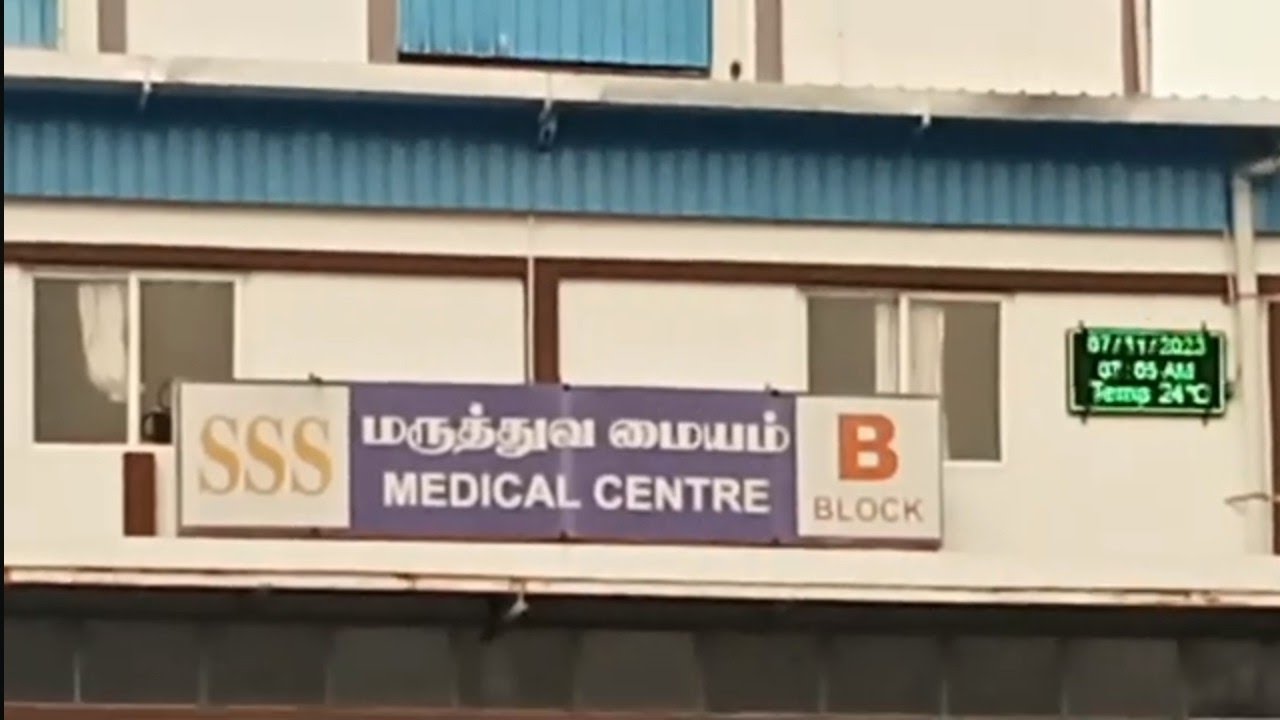 SSS
மருத்துவ மையம்
MEDICAL CENTRE
B
BLOCK
07/11/2023
07:05 AM
Temp 24°C